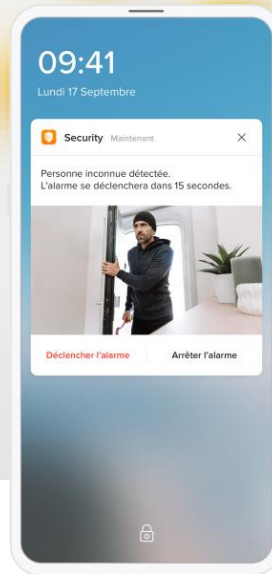 09:41
Lundi 17 Septembre
Security Maintenant
Personne inconnue détectée.
L'alarme se déclenchera dans 15 secondes.
Déclencher l'alarme Arrêter l'alarme